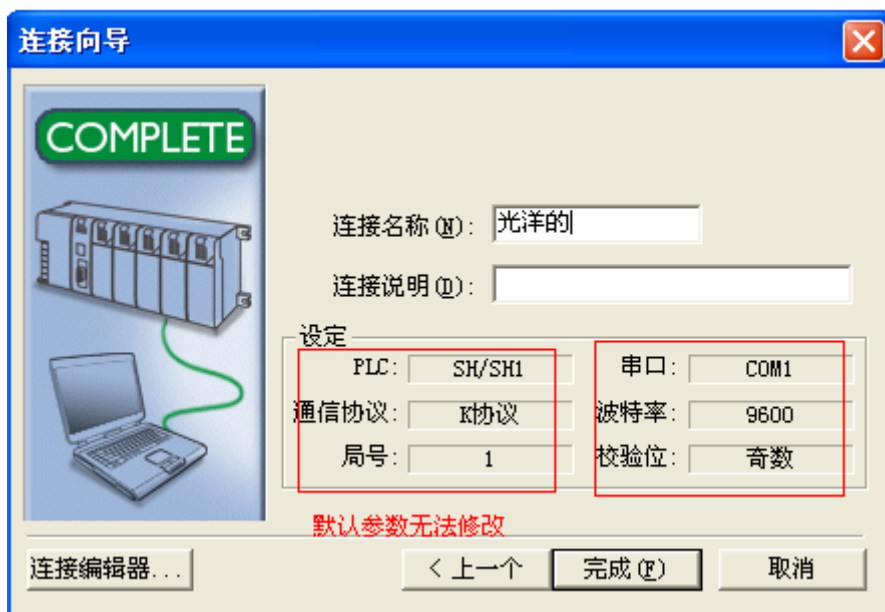 连接向导
COMPLETE
连接名称(N): 光洋的
连接说明(D):
设定
PLC: SH/SH1 串口: COM1
通信协议: K协议 波特率: 9600
局号: 1 校验位: 奇数
默认参数无法修改
连接编辑器... < 上一个 完成(F) 取消